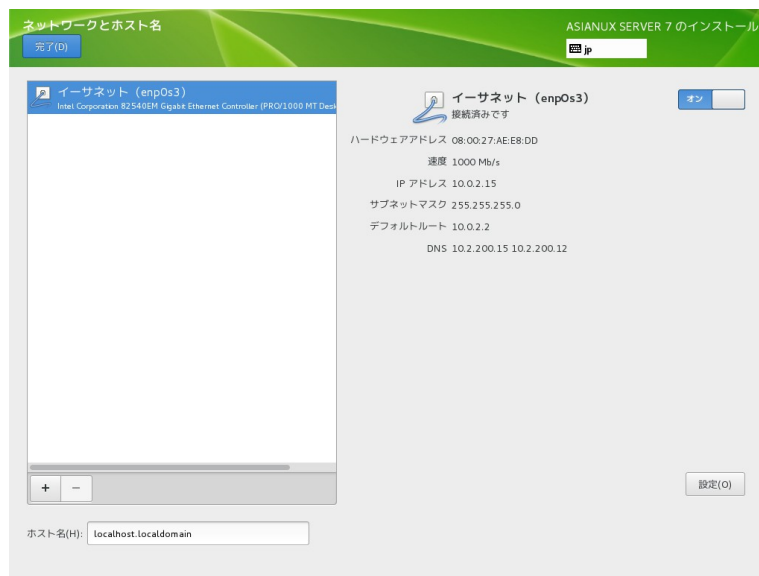 ネットワークとホスト名
完了(D)
ASIANUX SERVER 7 のインストール
jp
イーサネット (enp0s3)
Intel Corporation 82540EM Gigabit Ethernet Controller (PRO/1000 MT Desk
イーサネット (enp0s3)
接続済みです
オン
ハードウェアアドレス 08:00:27:AE:E8:DD
速度 1000 Mb/s
IP アドレス 10.0.2.15
サブネットマスク 255.255.255.0
デフォルトルート 10.0.2.2
DNS 10.2.200.15 10.2.200.12
+ −
設定(O)
ホスト名(H): localhost.localdomain